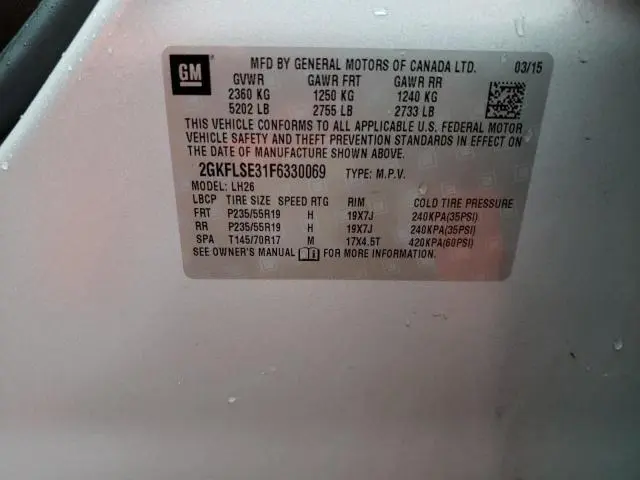 GM
MFD BY GENERAL MOTORS OF CANADA LTD. 03/15
GVWR GAWR FRT GAWR RR
2360 KG 1250 KG 1240 KG
5202 LB 2755 LB 2733 LB
THIS VEHICLE CONFORMS TO ALL APPLICABLE U.S. FEDERAL MOTOR
VEHICLE SAFETY AND THEFT PREVENTION STANDARDS IN EFFECT ON
THE DATE OF MANUFACTURE SHOWN ABOVE.
2GKFLSE31F6330069 TYPE: M.P.V.
MODEL: LH26
LBCP TIRE SIZE SPEED RTG RIM COLD TIRE PRESSURE
FRT P235/55R19 H 19X7J 240KPA(35PSI)
RR P235/55R19 H 19X7J 240KPA(35PSI)
SPA T145/70R17 M 17X4.5T 420KPA(60PSI)
SEE OWNER'S MANUAL FOR MORE INFORMATION.